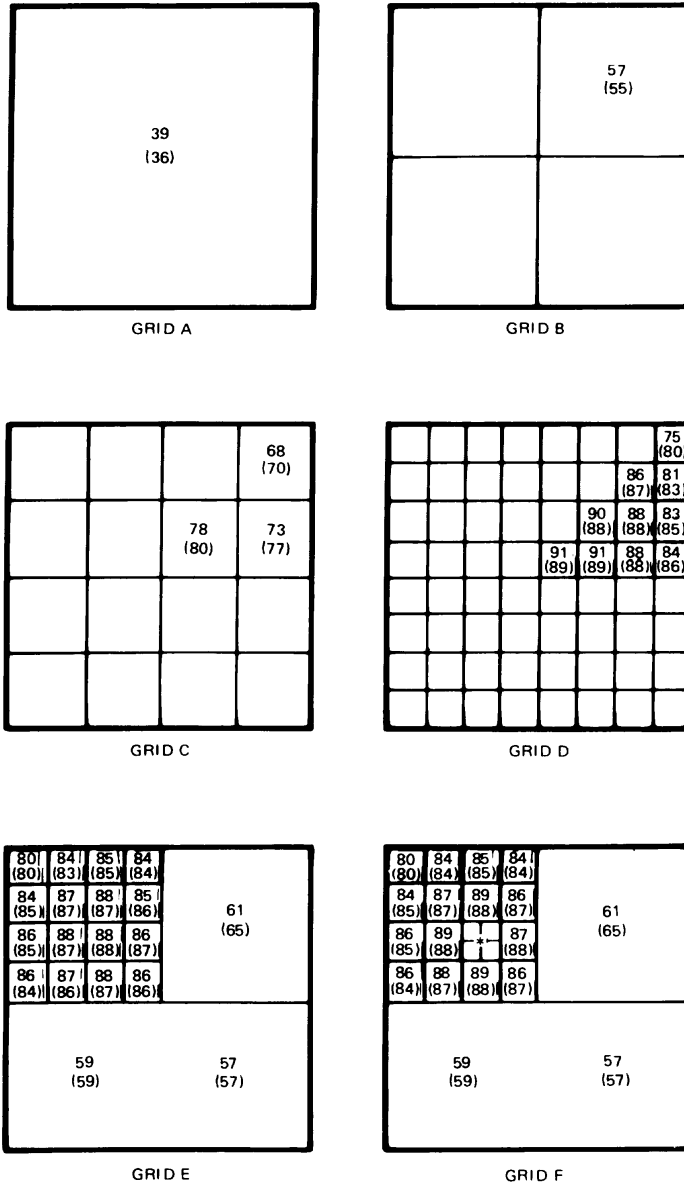 39
(36)
57
(55)
GRID A
GRID B
68
(70)
78
(80)
73
(77)
GRID C
75
(80)
86 81
(87) (83)
90 88 83
(88) (88) (85)
91 91 88 84
(89) (89) (88) (86)
GRID D
80 84 85 84
(80) (83) (85) (84)
84 87 88 85
(85) (87) (87) (86)
86 88 88 86
(85) (87) (88) (87)
86 87 88 86
(84) (86) (87) (86)
61
(65)
59 57
(59) (57)
GRID E
80 84 85 84
(80) (84) (85) (84)
84 87 89 86
(85) (87) (88) (87)
86 89 * 87
(85) (88) (88)
86 88 89 86
(84) (87) (88) (87)
61
(65)
59 57
(59) (57)
GRID F